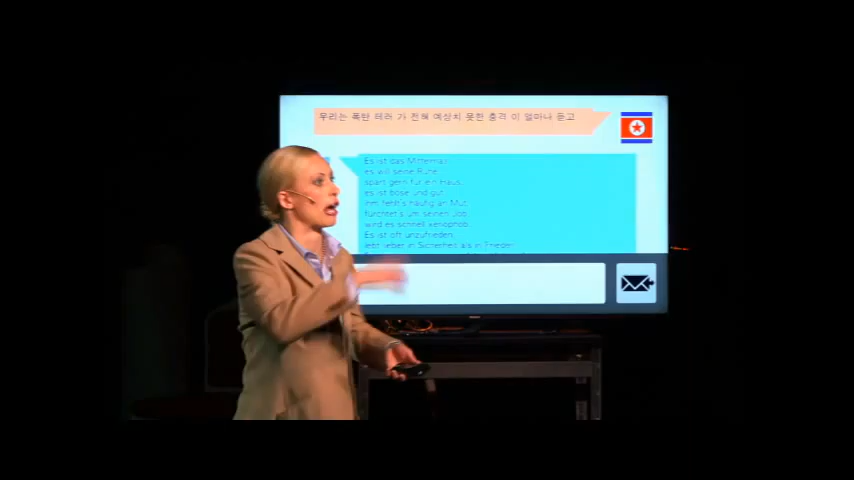 우리는 폭탄 테러 가 전혀 예상치 못한 충격 이 얼마나 듣고
Es ist das Mittelmaß
es will seine Ruhe
spart gern für ein Haus,
es ist böse und gut.
Ihm fehlt's häufig an Mut,
fürchtet's um seinen Job
wird es schnell xenophob.
Es ist oft unzufrieden
lebt lieber in Sicherheit als in Frieden